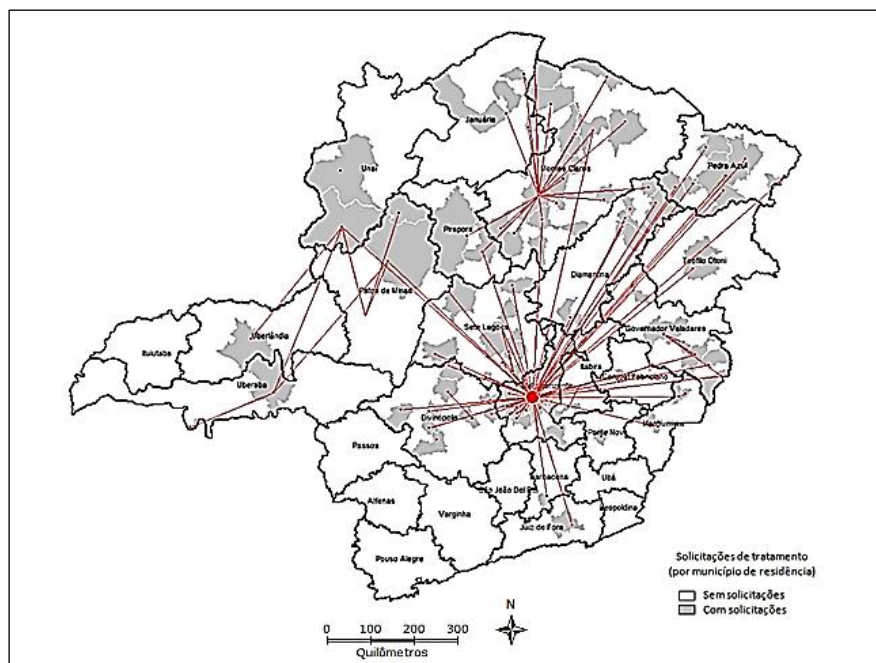 Januária
Montes Claros
Pedra Azul
Unaí
Pirapora
Teófilo Otoni
Diamantina
Patos de Minas
Sete Lagoas
Uberlândia
Governador Valadares
Ituiutaba
Itabira
Uberaba
Divinópolis
Ponte Nova
Passos
Barbacena
Ubá
São João Del
Alfenas
Varginha
Leopoldina
Juiz de Fora
Pouso Alegre
Solicitações de tratamento
(por município de residência)
Sem solicitações
Com solicitações
N
0 100 200 300
Quilômetros